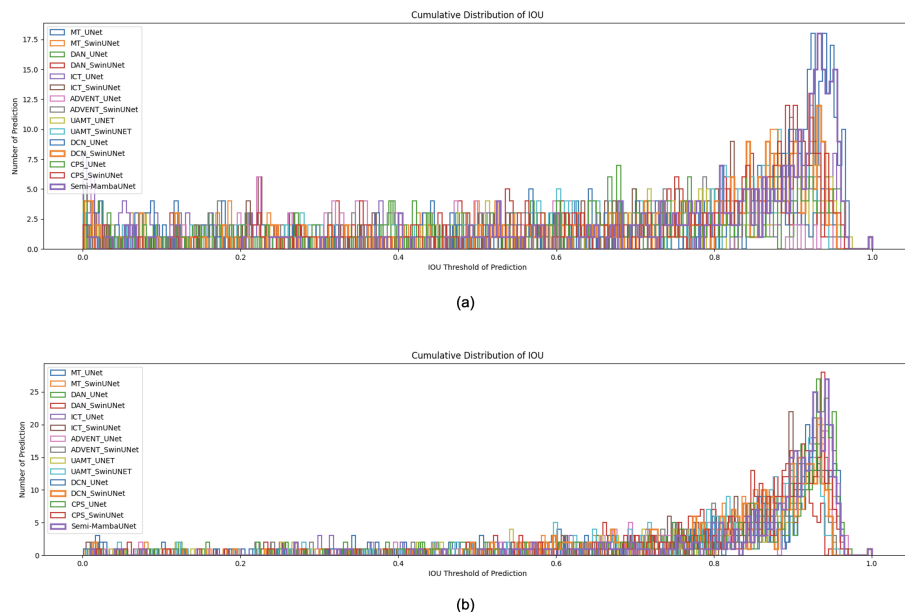 Cumulative Distribution of IOU
MT_UNet
MT_SwinUNet
DAN_UNet
DAN_SwinUNet
ICT_UNet
ICT_SwinUNet
ADVENT_UNet
ADVENT_SwinUNet
UAMT_UNET
UAMT_SwinUNET
DCN_UNet
DCN_SwinUNet
CPS_UNet
CPS_SwinUNet
Semi-MambaUNet
17.5
15.0
12.5
10.0
7.5
5.0
2.5
0.0
Number of Prediction
0.0 0.2 0.4 0.6 0.8 1.0
IOU Threshold of Prediction
(a)
Cumulative Distribution of IOU
MT_UNet
MT_SwinUNet
DAN_UNet
DAN_SwinUNet
ICT_UNet
ICT_SwinUNet
ADVENT_UNet
ADVENT_SwinUNet
UAMT_UNET
UAMT_SwinUNET
DCN_UNet
DCN_SwinUNet
CPS_UNet
CPS_SwinUNet
Semi-MambaUNet
25
20
15
10
5
0
Number of Prediction
0.0 0.2 0.4 0.6 0.8 1.0
IOU Threshold of Prediction
(b)